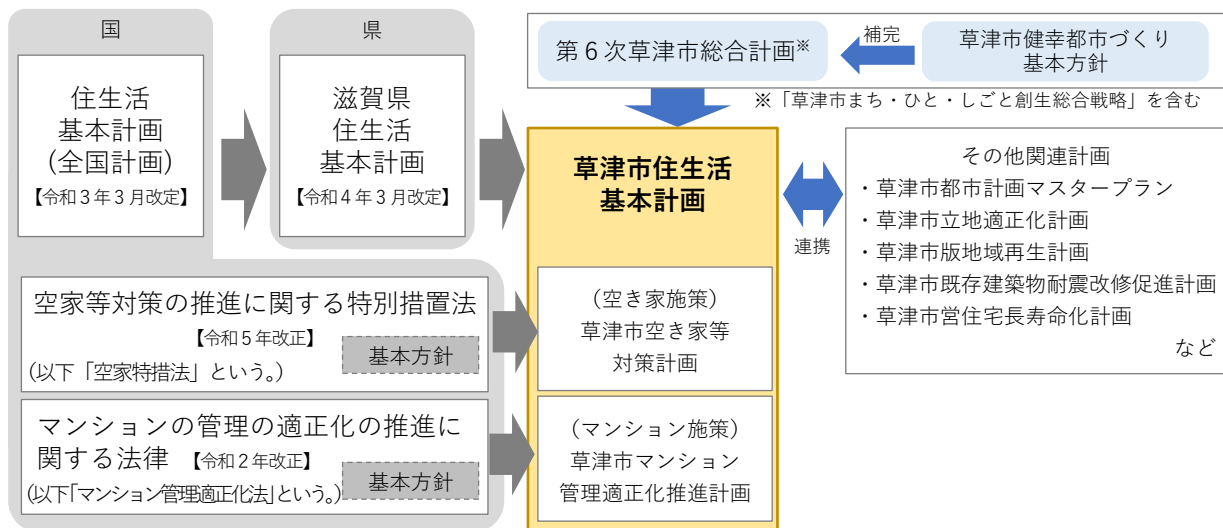 国
住生活
基本計画
(全国計画)
【令和3年3月改定】
県
滋賀県
住生活
基本計画
【令和4年3月改定】
第6次草津市総合計画※
補完
草津市健幸都市づくり
基本方針
※「草津市まち・ひと・しごと創生総合戦略」を含む
草津市住生活
基本計画
連携
その他関連計画
・草津市都市計画マスタープラン
・草津市立地適正化計画
・草津市版地域再生計画
・草津市既存建築物耐震改修促進計画
・草津市営住宅長寿命化計画
など
空家等対策の推進に関する特別措置法
【令和5年改正】
(以下「空家特措法」という。)
基本方針
(空き家施策)
草津市空き家等
対策計画
マンションの管理の適正化の推進に
関する法律 【令和2年改正】
(以下「マンション管理適正化法」という。)
基本方針
(マンション施策)
草津市マンション
管理適正化推進計画